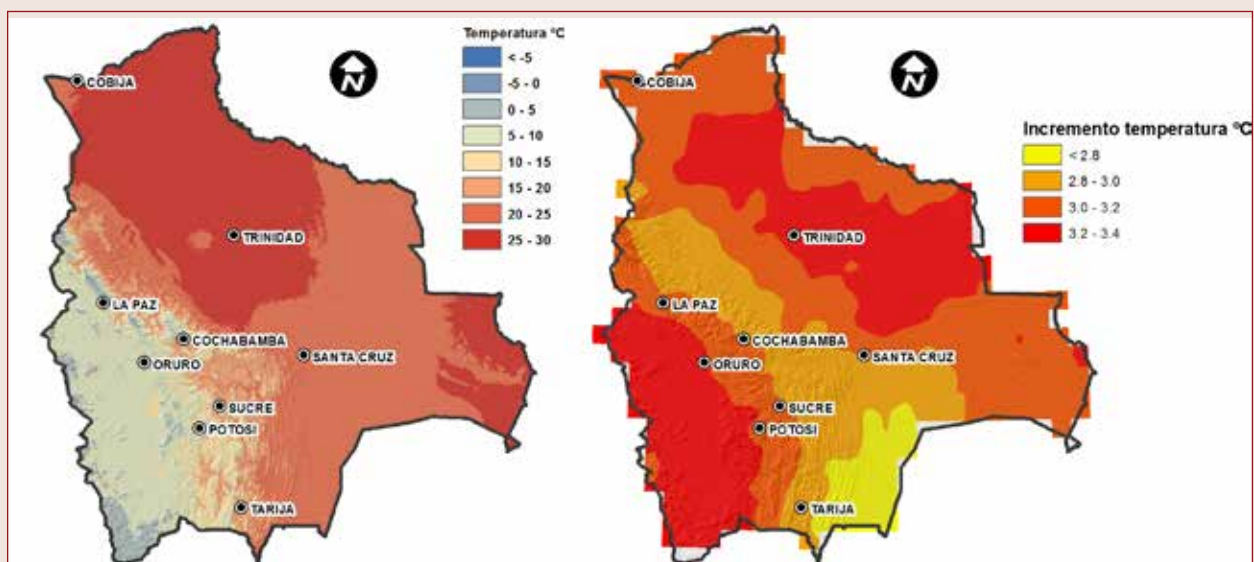 Temperatura ºC
< -5
-5 - 0
0 - 5
5 - 10
10 - 15
15 - 20
20 - 25
25 - 30
N
COBIJA
TRINIDAD
LA PAZ
COCHABAMBA
ORURO
SANTA CRUZ
SUCRE
POTOSI
TARIJA
N
Incremento temperatura ºC
< 2.8
2.8 - 3.0
3.0 - 3.2
3.2 - 3.4
COBIJA
TRINIDAD
LA PAZ
COCHABAMBA
ORURO
SANTA CRUZ
SUCRE
POTOSI
TARIJA